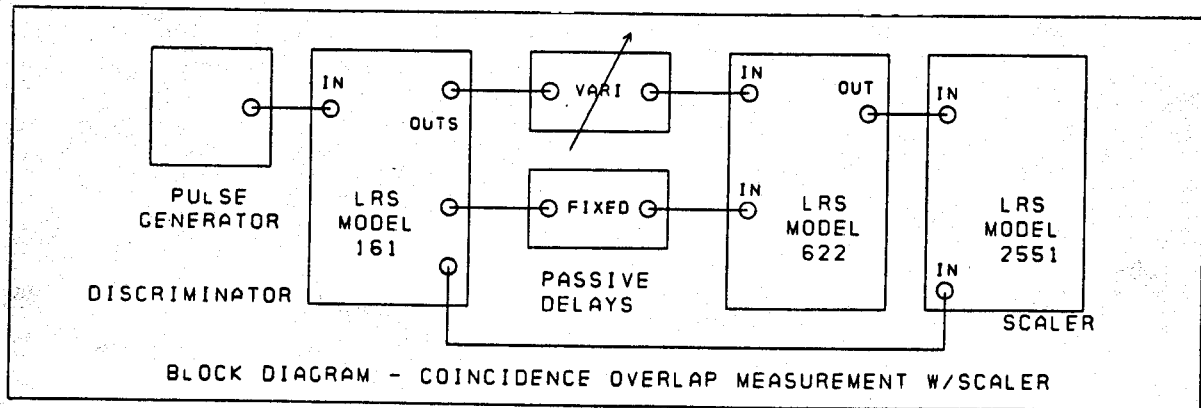 IN
OUTS
VARI
IN
OUT
IN
PULSE
GENERATOR
LRS
MODEL
161
FIXED
IN
LRS
MODEL
622
LRS
MODEL
2551
IN
DISCRIMINATOR
PASSIVE
DELAYS
SCALER
BLOCK DIAGRAM - COINCIDENCE OVERLAP MEASUREMENT W/SCALER